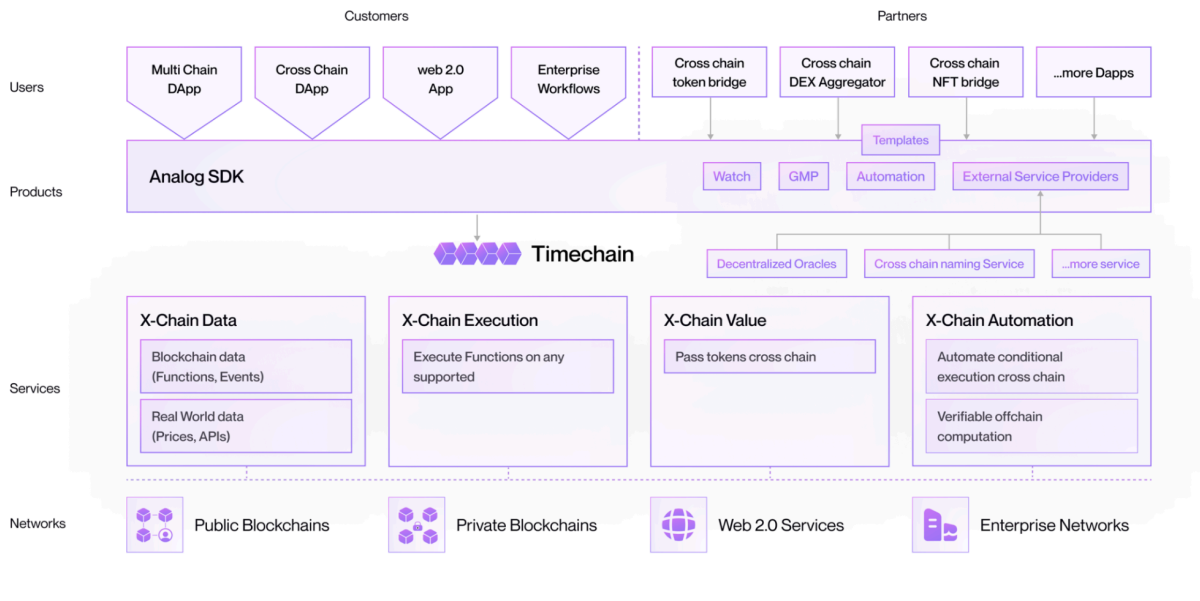 Customers
Partners
Users
Multi Chain
DApp
Cross Chain
DApp
web 2.0
App
Enterprise
Workflows
Cross chain
token bridge
Cross chain
DEX Aggregator
Cross chain
NFT bridge
...more Dapps
Templates
Products
Analog SDK
Watch
GMP
Automation
External Service Providers
Timechain
Decentralized Oracles
Cross chain naming Service
...more service
Services
X-Chain Data
Blockchain data
(Functions, Events)
Real World data
(Prices, APIs)
X-Chain Execution
Execute Functions on any
supported
X-Chain Value
Pass tokens cross chain
X-Chain Automation
Automate conditional
execution cross chain
Verifiable offchain
computation
Networks
Public Blockchains
Private Blockchains
Web 2.0 Services
Enterprise Networks